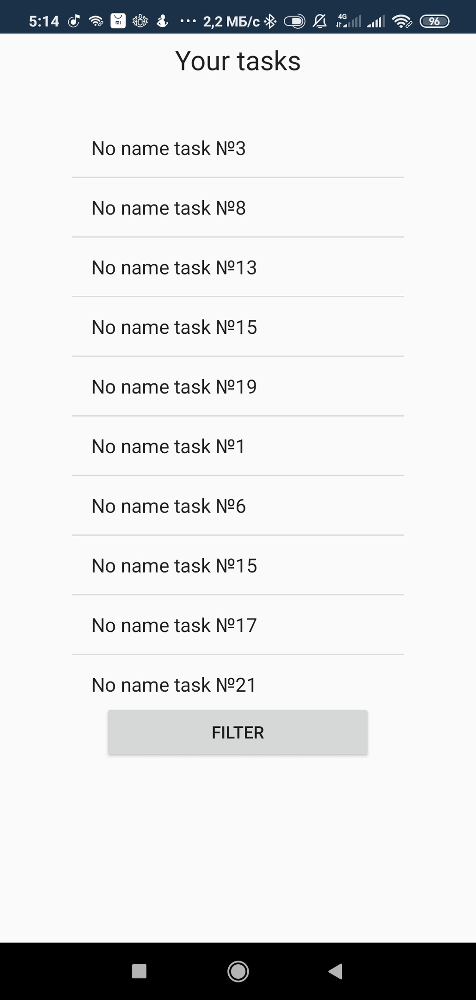 5:14 2,2 МБ/с 4G 96
Your tasks
No name task №3
No name task №8
No name task №13
No name task №15
No name task №19
No name task №1
No name task №6
No name task №15
No name task №17
No name task №21
FILTER